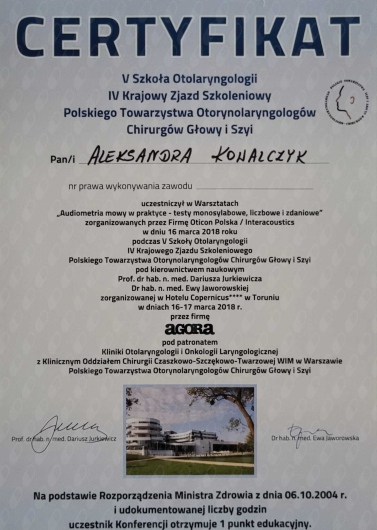 CERTYFIKAT
V Szkoła Otolaryngologii
IV Krajowy Zjazd Szkoleniowy
Polskiego Towarzystwa Otorynolaryngologów
Chirurgów Głowy i Szyi
Pan/i ALEKSANDRA KOWALCZYK
nr prawa wykonywania zawodu
uczestniczył w Warsztatach
„Audiometria mowy w praktyce - testy monosylabowe, liczbowe i zdaniowe"
zorganizowanych przez Firmę Oticon Polska / Interacoustics
w dniu 16 marca 2018 roku
podczas V Szkoły Otolaryngologii
IV Krajowego Zjazdu Szkoleniowego
Polskiego Towarzystwa Otorynolaryngologów Chirurgów Głowy i Szyi
pod kierownictwem naukowym
Prof. dr hab. n. med. Dariusza Jurkiewicza
Dr hab. n. med. Ewy Jaworowskiej
zorganizowanej w Hotelu Copernicus**** w Toruniu
w dniach 16-17 marca 2018 r.
przez firmę
AGORA
pod patronatem
Kliniki Otolaryngologii i Onkologii Laryngologicznej
z Klinicznym Oddziałem Chirurgii Czaszkowo-Szczękowo-Twarzowej WIM w Warszawie
Polskiego Towarzystwa Otorynolaryngologów Chirurgów Głowy i Szyi
Prof. dr hab. n. med. Dariusz Jurkiewicz
Dr hab. n. med. Ewa Jaworowska
Na podstawie Rozporządzenia Ministra Zdrowia z dnia 06.10.2004 r.
i udokumentowanej liczby godzin
uczestnik Konferencji otrzymuje 1 punkt edukacyjny.